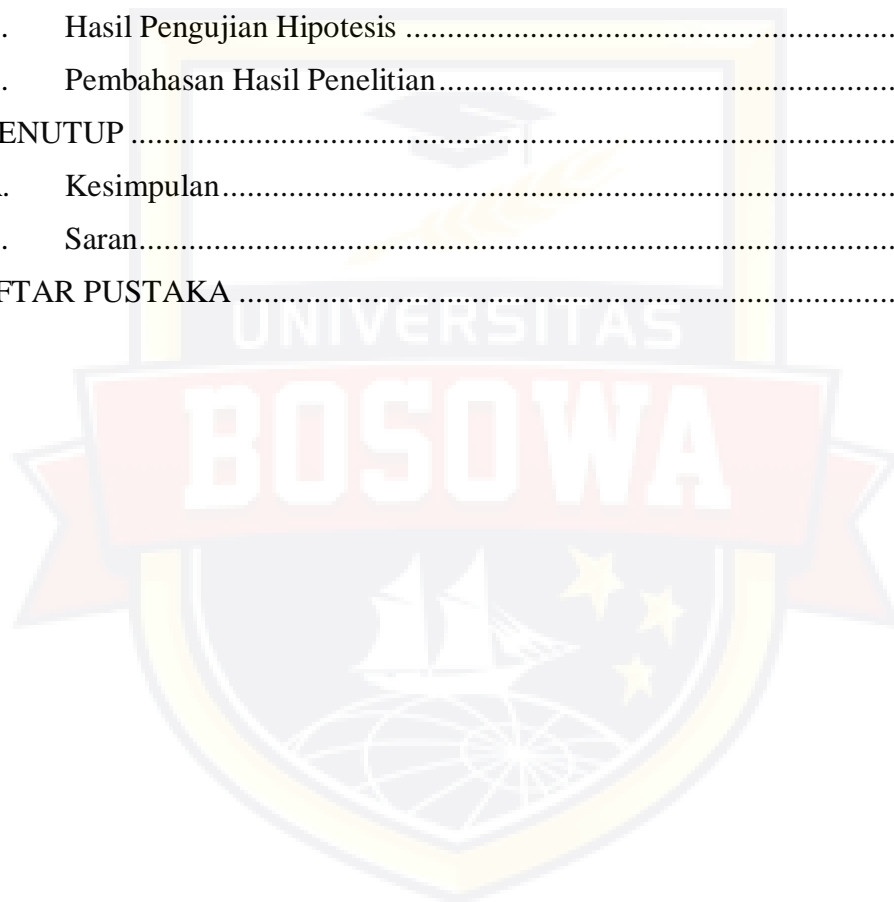 . Hasil Pengujian Hipotesis ..........................................................
. Pembahasan Hasil Penelitian ......................................................
ENUTUP ..........................................................................................
. Kesimpulan ................................................................................
. Saran ..........................................................................................
FTAR PUSTAKA .............................................................................
UNIVERSITAS
BOSOWA